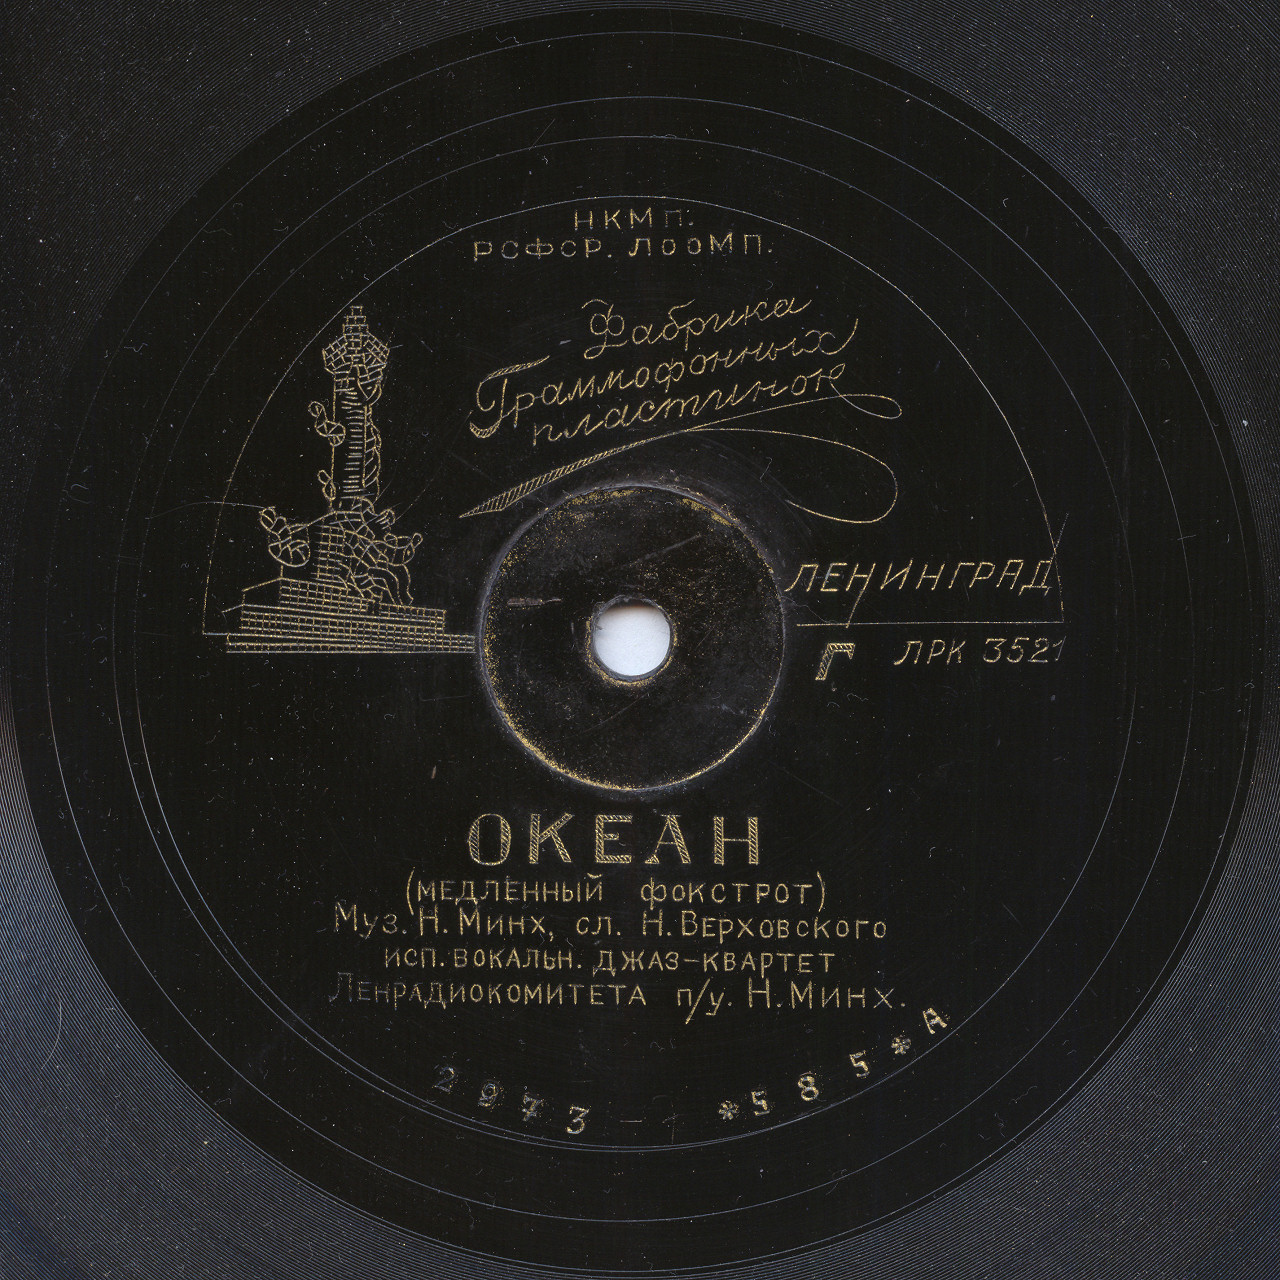 НКМП.
РСФСР. ЛООМП.
Фабрика
Граммофонных
пластинок
ЛЕНИНГРАД
Г ЛРК 3521
ОКЕАН
(МЕДЛЕННЫЙ ФОКСТРОТ)
Муз. Н. Минх, сл. Н. Верховского
исп. вокальн. джаз-квартет
Ленрадиокомитета п/у. Н. Минх.
2973 - 1 *585*А